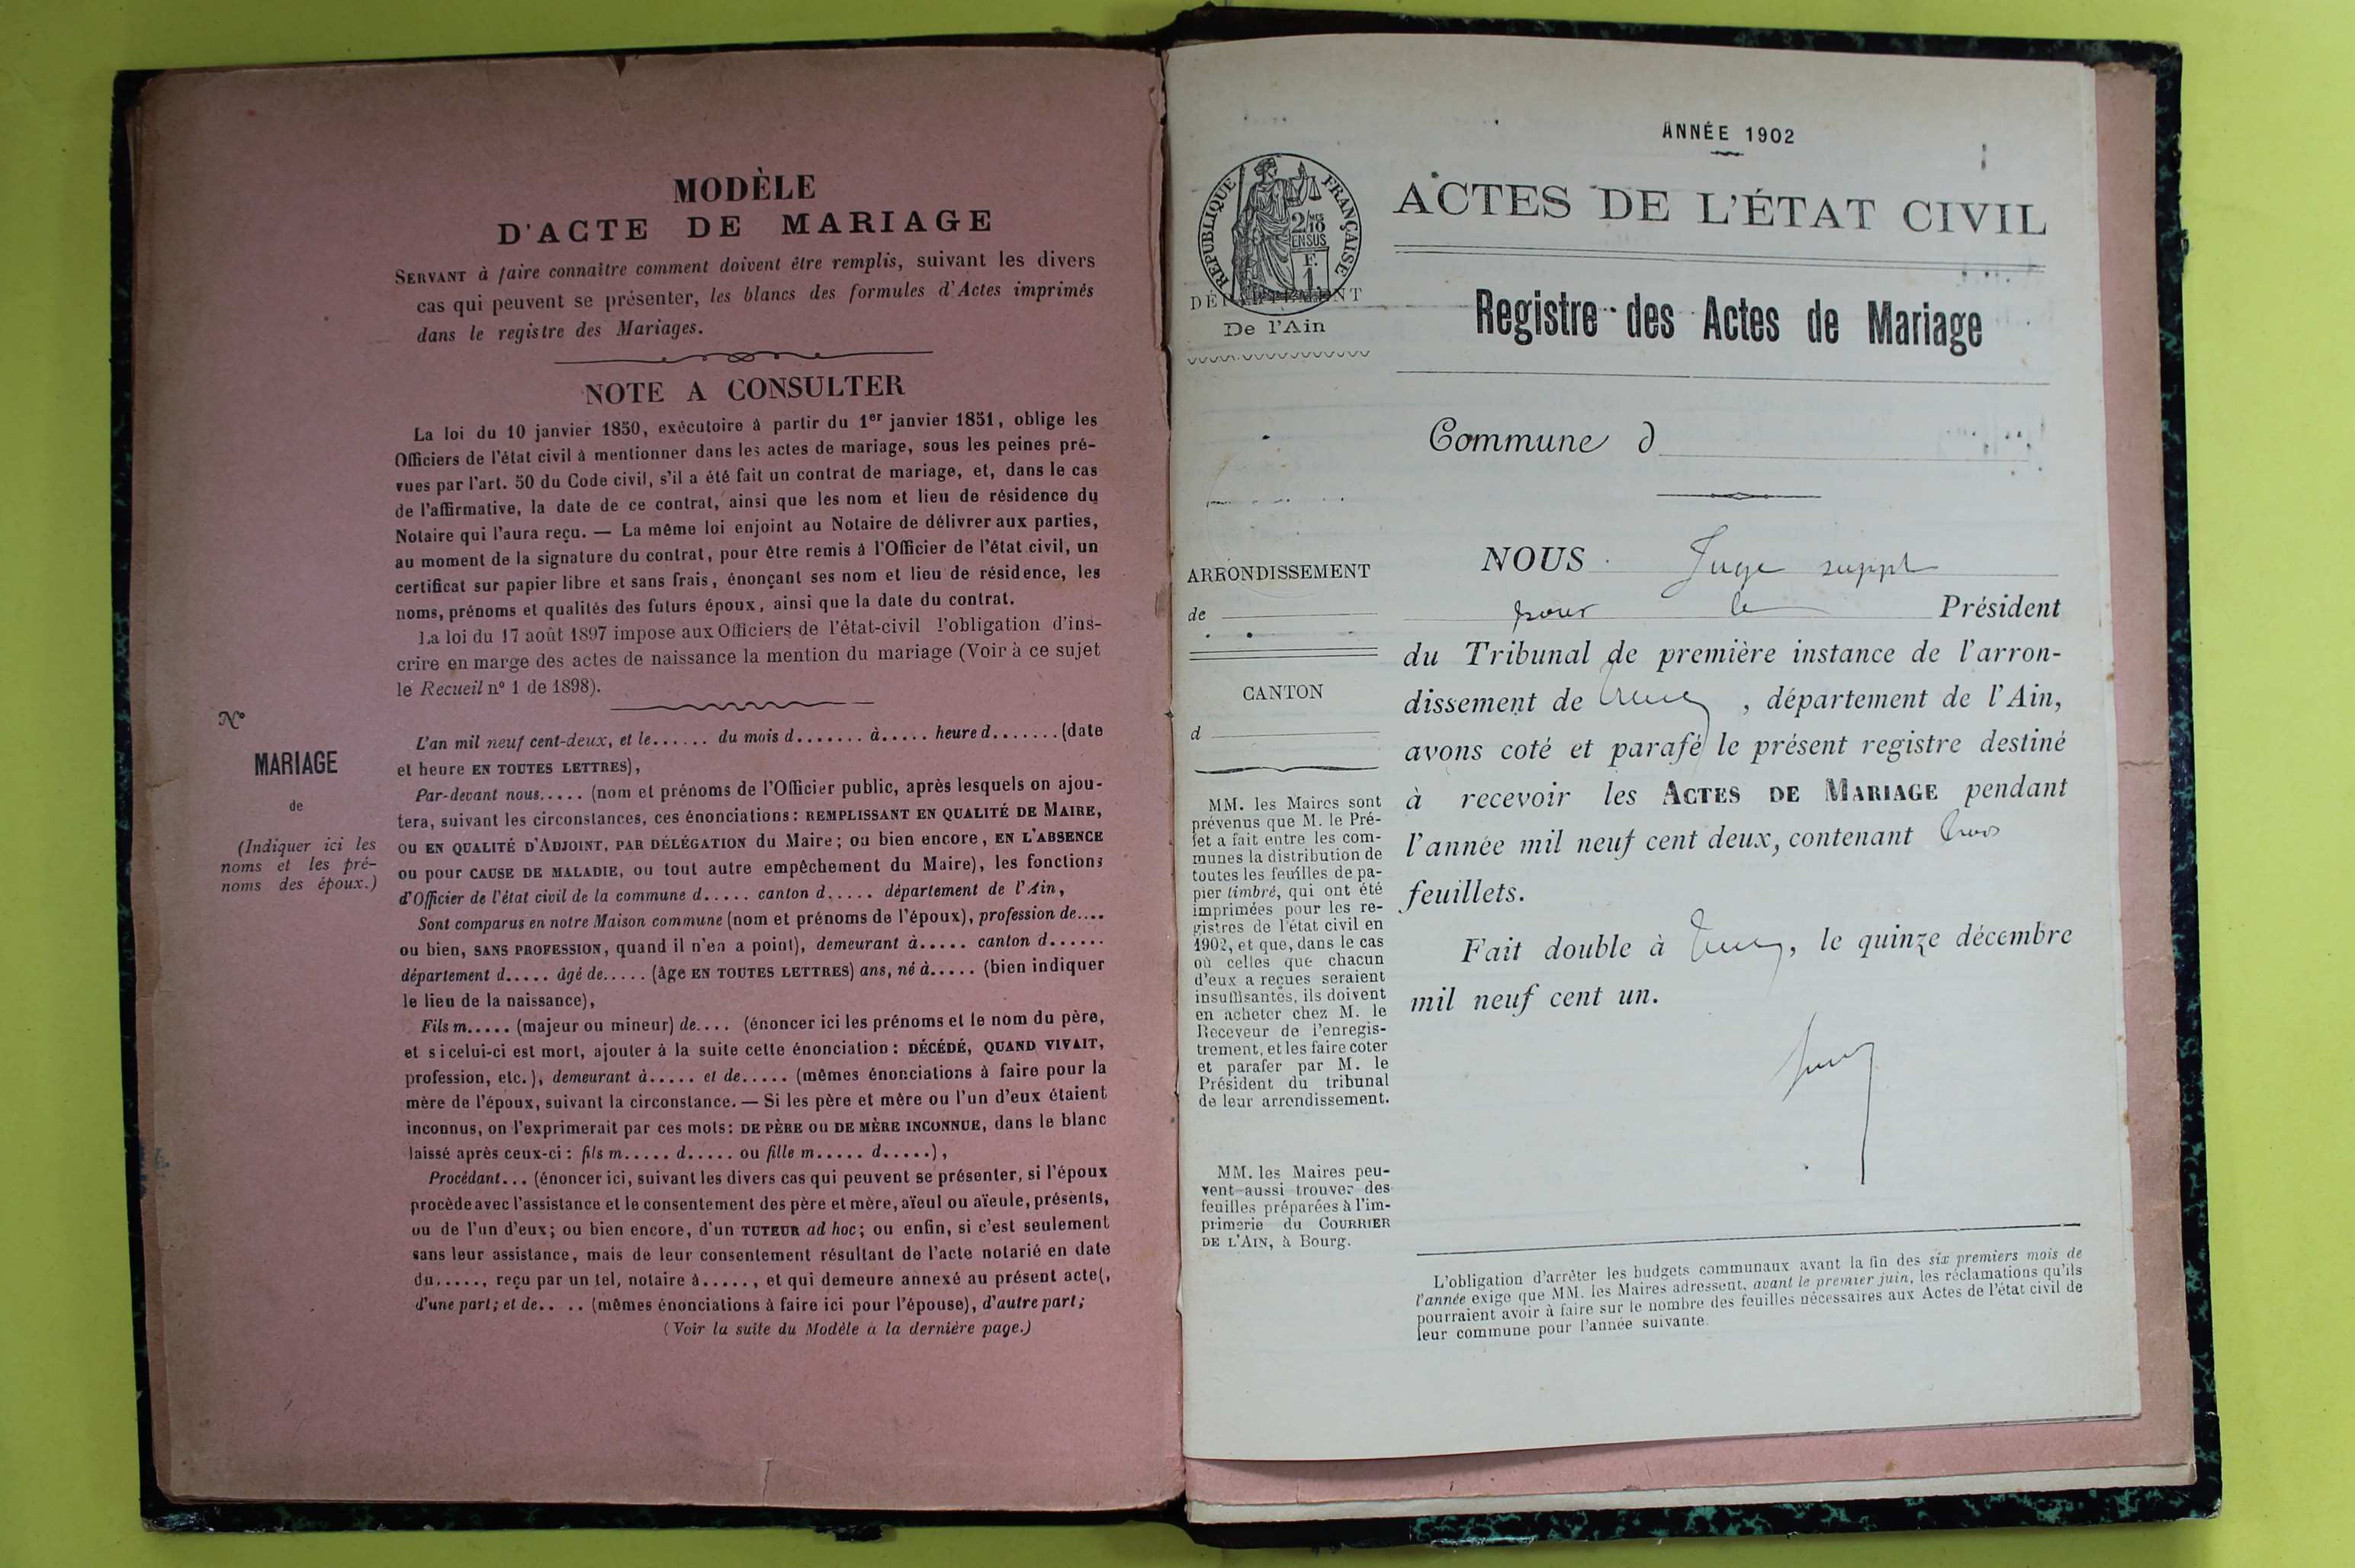 MODÈLE
D'ACTE DE MARIAGE
SERVANT à faire connaître comment doivent être remplis, suivant les divers
cas qui peuvent se présenter, les blancs des formules d'Actes imprimés
dans le registre des Mariages.
NOTE A CONSULTER
La loi du 10 janvier 1850, exécutoire à partir du 1er janvier 1851, oblige les
Officiers de l'état civil à mentionner dans les actes de mariage, sous les peines pré-
vues par l'art. 50 du Code civil, s'il a été fait un contrat de mariage, et, dans le cas
de l'affirmative, la date de ce contrat, ainsi que les nom et lieu de résidence du
Notaire qui l'aura reçu. — La même loi enjoint au Notaire de délivrer aux parties,
au moment de la signature du contrat, pour être remis à l'Officier de l'état civil, un
certificat sur papier libre et sans frais, énonçant ses nom et lieu de résidence, les
noms, prénoms et qualités des futurs époux, ainsi que la date du contrat.
La loi du 17 août 1897 impose aux Officiers de l'état-civil l'obligation d'ins-
crire en marge des actes de naissance la mention du mariage (Voir à ce sujet
le Recueil n° 1 de 1898).
N°
MARIAGE
de
(Indiquer ici les
noms et les pré-
noms des époux.)
L'an mil neuf cent-deux, et le...... du mois d....... à..... heure d....... (date
et heure EN TOUTES LETTRES),
Par-devant nous..... (nom et prénoms de l'Officier public, après lesquels on ajou-
tera, suivant les circonstances, ces énonciations : REMPLISSANT EN QUALITÉ DE MAIRE,
ou EN QUALITÉ D'ADJOINT, PAR DÉLÉGATION du Maire ; ou bien encore, EN L'ABSENCE
ou pour CAUSE DE MALADIE, ou tout autre empêchement du Maire), les fonctions
d'Officier de l'état civil de la commune d..... canton d..... département de l'Ain,
Sont comparus en notre Maison commune (nom et prénoms de l'époux), profession de....
ou bien, SANS PROFESSION, quand il n'en a point), demeurant à..... canton d......
département d..... âgé de..... (âge EN TOUTES LETTRES) ans, né à..... (bien indiquer
le lieu de la naissance),
Fils m..... (majeur ou mineur) de.... (énoncer ici les prénoms et le nom du père,
et si celui-ci est mort, ajouter à la suite cette énonciation : DÉCÉDÉ, QUAND VIVAIT,
profession, etc.), demeurant à..... et de..... (mêmes énonciations à faire pour la
mère de l'époux, suivant la circonstance. — Si les père et mère ou l'un d'eux étaient
inconnus, on l'exprimerait par ces mots : DE PÈRE OU DE MÈRE INCONNUE, dans le blanc
laissé après ceux-ci : fils m..... d..... ou fille m..... d.....),
Procédant... (énoncer ici, suivant les divers cas qui peuvent se présenter, si l'époux
procède avec l'assistance et le consentement des père et mère, aïeul ou aïeule, présents,
ou de l'un d'eux ; ou bien encore, d'un TUTEUR ad hoc ; ou enfin, si c'est seulement
sans leur assistance, mais de leur consentement résultant de l'acte notarié en date
du....., reçu par un tel, notaire à....., et qui demeure annexé au présent acte(,
d'une part ; et de.. .. (mêmes énonciations à faire ici pour l'épouse), d'autre part ;
(Voir la suite du Modèle à la dernière page.)
ANNÉE 1902
RÉPUBLIQUE FRANÇAISE
2/10 EN SUS
F. 1.
DÉPARTEMENT
De l'Ain
ACTES DE L'ÉTAT CIVIL
Registre des Actes de Mariage
Commune d
ARRONDISSEMENT
de
CANTON
d
MM. les Maires sont
prévenus que M. le Pré-
fet a fait entre les com-
munes la distribution de
toutes les feuilles de pa-
pier timbré, qui ont été
imprimées pour les re-
gistres de l'état civil en
1902, et que, dans le cas
où celles que chacun
d'eux a reçues seraient
insuffisantes, ils doivent
en acheter chez M. le
Receveur de l'enregis-
trement, et les faire coter
et parafer par M. le
Président du tribunal
de leur arrondissement.
MM. les Maires peu-
vent aussi trouver des
feuilles préparées à l'im-
primerie du COURRIER
DE L'AIN, à Bourg.
NOUS Juge suppt
pour le Président
du Tribunal de première instance de l'arron-
dissement de , département de l'Ain,
avons coté et parafé le présent registre destiné
à recevoir les ACTES DE MARIAGE pendant
l'année mil neuf cent deux, contenant trois
feuillets.
Fait double à , le quinze décembre
mil neuf cent un.
L'obligation d'arrêter les budgets communaux avant la fin des six premiers mois de
l'année exige que MM. les Maires adressent, avant le premier juin, les réclamations qu'ils
pourraient avoir à faire sur le nombre des feuilles nécessaires aux Actes de l'état civil de
leur commune pour l'année suivante.